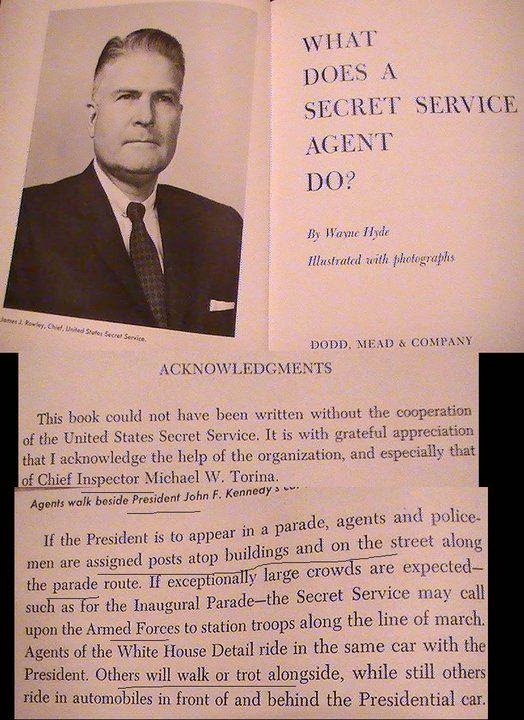 WHAT
DOES A
SECRET SERVICE
AGENT
DO?
By Wayne Hyde
Illustrated with photographs
James J. Rowley, Chief, United States Secret Service.
DODD, MEAD & COMPANY
ACKNOWLEDGMENTS
This book could not have been written without the cooperation
of the United States Secret Service. It is with grateful appreciation
that I acknowledge the help of the organization, and especially that
of Chief Inspector Michael W. Torina.
Agents walk beside President John F. Kennedy's
If the President is to appear in a parade, agents and police-
men are assigned posts atop buildings and on the street along
the parade route. If exceptionally large crowds are expected—
such as for the Inaugural Parade—the Secret Service may call
upon the Armed Forces to station troops along the line of march.
Agents of the White House Detail ride in the same car with the
President. Others will walk or trot alongside, while still others
ride in automobiles in front of and behind the Presidential car.